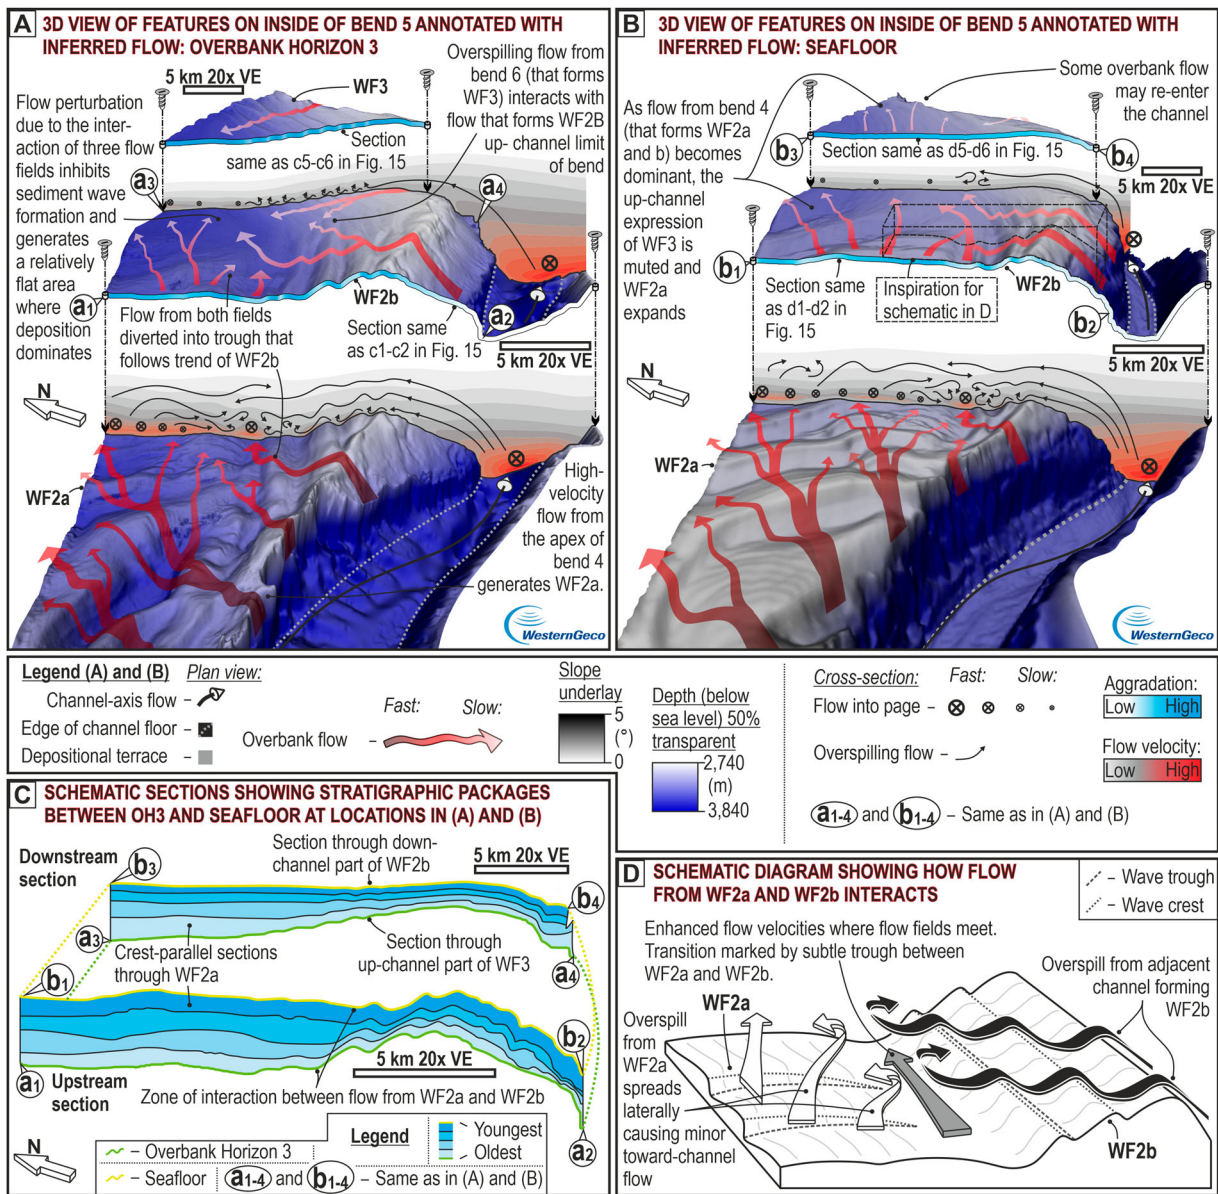 A
3D VIEW OF FEATURES ON INSIDE OF BEND 5 ANNOTATED WITH
INFERRED FLOW: OVERBANK HORIZON 3
5 km 20x VE
WF3
Overspilling flow from
bend 6 (that forms
WF3) interacts with
flow that forms WF2B
up- channel limit
of bend
Flow perturbation
due to the inter-
action of three flow
fields inhibits
sediment wave
formation and
generates
a relatively
flat area
where
deposition
dominates
Section
same as c5-c6 in Fig. 15
a3
a4
a1
a2
WF2b
Flow from both fields
diverted into trough that
follows trend of WF2b
Section same
as c1-c2 in Fig. 15
5 km 20x VE
N
WF2a
High-
velocity
flow from
the apex of
bend 4
generates WF2a.
WesternGeco
B
3D VIEW OF FEATURES ON INSIDE OF BEND 5 ANNOTATED WITH
INFERRED FLOW: SEAFLOOR
Some overbank flow
may re-enter
the channel
As flow from bend 4
(that forms WF2a
and b) becomes
dominant, the
up-channel
expression
of WF3 is
muted and
WF2a
expands
b3
Section same as d5-d6 in Fig. 15
b4
5 km 20x VE
b1
Section same
as d1-d2 in
Fig. 15
Inspiration for
schematic in D
WF2b
b2
5 km 20x VE
N
WF2a
WesternGeco
Legend (A) and (B)
Plan view:
Channel-axis flow –
Edge of channel floor –
Depositional terrace –
Fast:
Slow:
Overbank flow –
Slope
underlay
5
(°)
0
Depth (below
sea level) 50%
transparent
2,740
(m)
3,840
Cross-section:
Fast:
Slow:
Flow into page –
Overspilling flow –
a1-4 and b1-4 – Same as in (A) and (B)
Aggradation:
Low High
Flow velocity:
Low High
C
SCHEMATIC SECTIONS SHOWING STRATIGRAPHIC PACKAGES
BETWEEN OH3 AND SEAFLOOR AT LOCATIONS IN (A) AND (B)
Downstream
section
b3
Section through down-
channel part of WF2b
5 km 20x VE
b4
a3
Crest-parallel sections
through WF2a
Section through
up-channel part of WF3
a4
b1
b2
5 km 20x VE
a1
Upstream
section
Zone of interaction between flow from WF2a and WF2b
a2
N
Legend
– Overbank Horizon 3
– Seafloor
Youngest
Oldest
a1-4 and b1-4 – Same as in (A) and (B)
D
SCHEMATIC DIAGRAM SHOWING HOW FLOW
FROM WF2a AND WF2b INTERACTS
– Wave trough
– Wave crest
Enhanced flow velocities where flow fields meet.
Transition marked by subtle trough between
WF2a and WF2b.
Overspill from adjacent
channel forming
WF2b
WF2a
Overspill
from
WF2a
spreads
laterally
causing minor
toward-channel
flow
WF2b